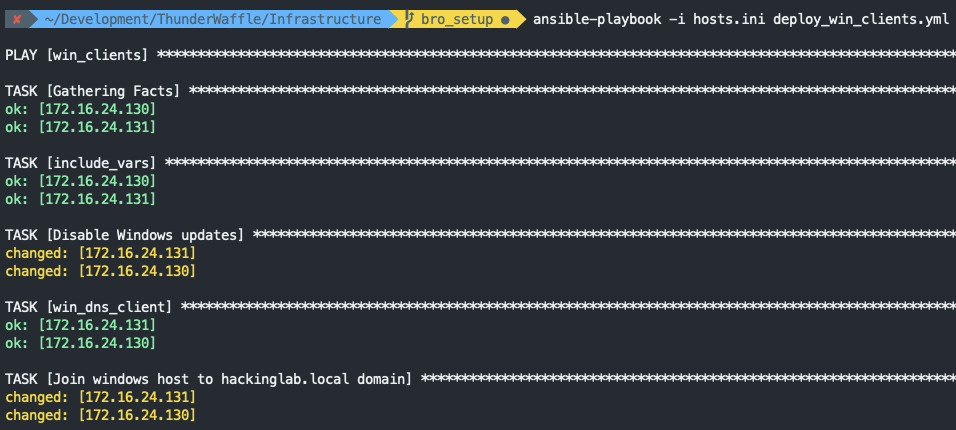 ✘ ~/Development/ThunderWaffle/Infrastructure bro_setup ● ansible-playbook -i hosts.ini deploy_win_clients.yml
PLAY [win_clients] ****************************************************************************************************
TASK [Gathering Facts] ************************************************************************************************
ok: [172.16.24.130]
ok: [172.16.24.131]
TASK [include_vars] ***************************************************************************************************
ok: [172.16.24.130]
ok: [172.16.24.131]
TASK [Disable Windows updates] ****************************************************************************************
changed: [172.16.24.131]
changed: [172.16.24.130]
TASK [win_dns_client] *************************************************************************************************
ok: [172.16.24.131]
ok: [172.16.24.130]
TASK [Join windows host to hackinglab.local domain] *******************************************************************
changed: [172.16.24.131]
changed: [172.16.24.130]